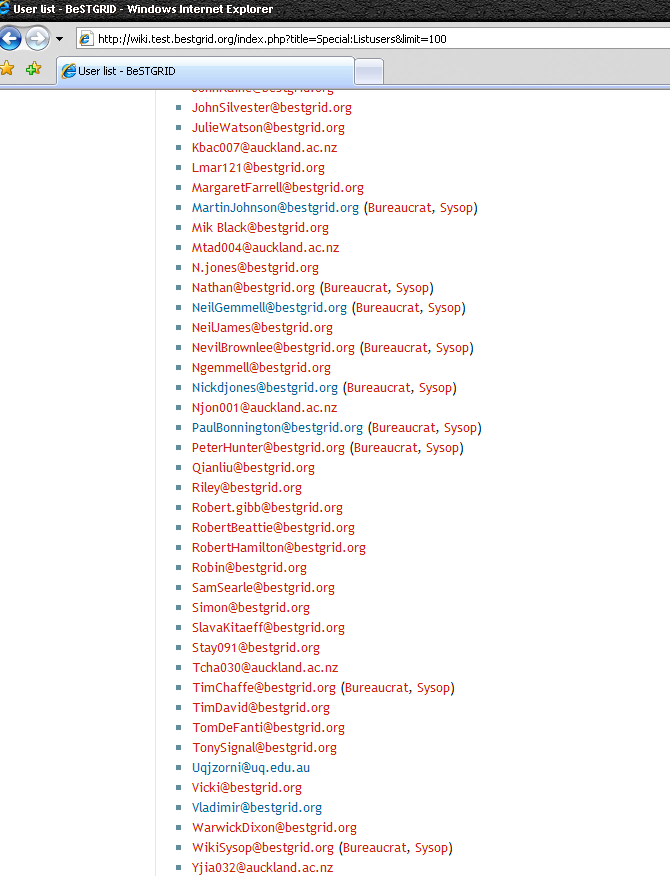 User list - BeSTGRID - Windows Internet Explorer
http://wiki.test.bestgrid.org/index.php?title=Special:Listusers&limit=100
User list - BeSTGRID
JohnSilvester@bestgrid.org
JulieWatson@bestgrid.org
Kbac007@auckland.ac.nz
Lmar121@bestgrid.org
MargaretFarrell@bestgrid.org
MartinJohnson@bestgrid.org (Bureaucrat, Sysop)
Mik Black@bestgrid.org
Mtad004@auckland.ac.nz
N.jones@bestgrid.org
Nathan@bestgrid.org (Bureaucrat, Sysop)
NeilGemmell@bestgrid.org (Bureaucrat, Sysop)
NeilJames@bestgrid.org
NevilBrownlee@bestgrid.org (Bureaucrat, Sysop)
Ngemmell@bestgrid.org
Nickdjones@bestgrid.org (Bureaucrat, Sysop)
Njon001@auckland.ac.nz
PaulBonnington@bestgrid.org (Bureaucrat, Sysop)
PeterHunter@bestgrid.org (Bureaucrat, Sysop)
Qianliu@bestgrid.org
Riley@bestgrid.org
Robert.gibb@bestgrid.org
RobertBeattie@bestgrid.org
RobertHamilton@bestgrid.org
Robin@bestgrid.org
SamSearle@bestgrid.org
Simon@bestgrid.org
SlavaKitaeff@bestgrid.org
Stay091@bestgrid.org
Tcha030@auckland.ac.nz
TimChaffe@bestgrid.org (Bureaucrat, Sysop)
TimDavid@bestgrid.org
TomDeFanti@bestgrid.org
TonySignal@bestgrid.org
Uqjzorni@uq.edu.au
Vicki@bestgrid.org
Vladimir@bestgrid.org
WarwickDixon@bestgrid.org
WikiSysop@bestgrid.org (Bureaucrat, Sysop)
Yjia032@auckland.ac.nz